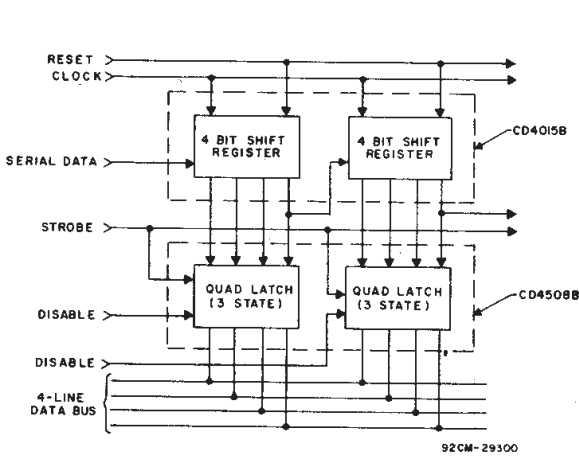 RESET
CLOCK
4 BIT SHIFT
REGISTER
4 BIT SHIFT
REGISTER
CD4015B
SERIAL DATA
STROBE
QUAD LATCH
(3 STATE)
QUAD LATCH
(3 STATE)
CD4508B
DISABLE
DISABLE
4-LINE
DATA BUS
92CM-29300